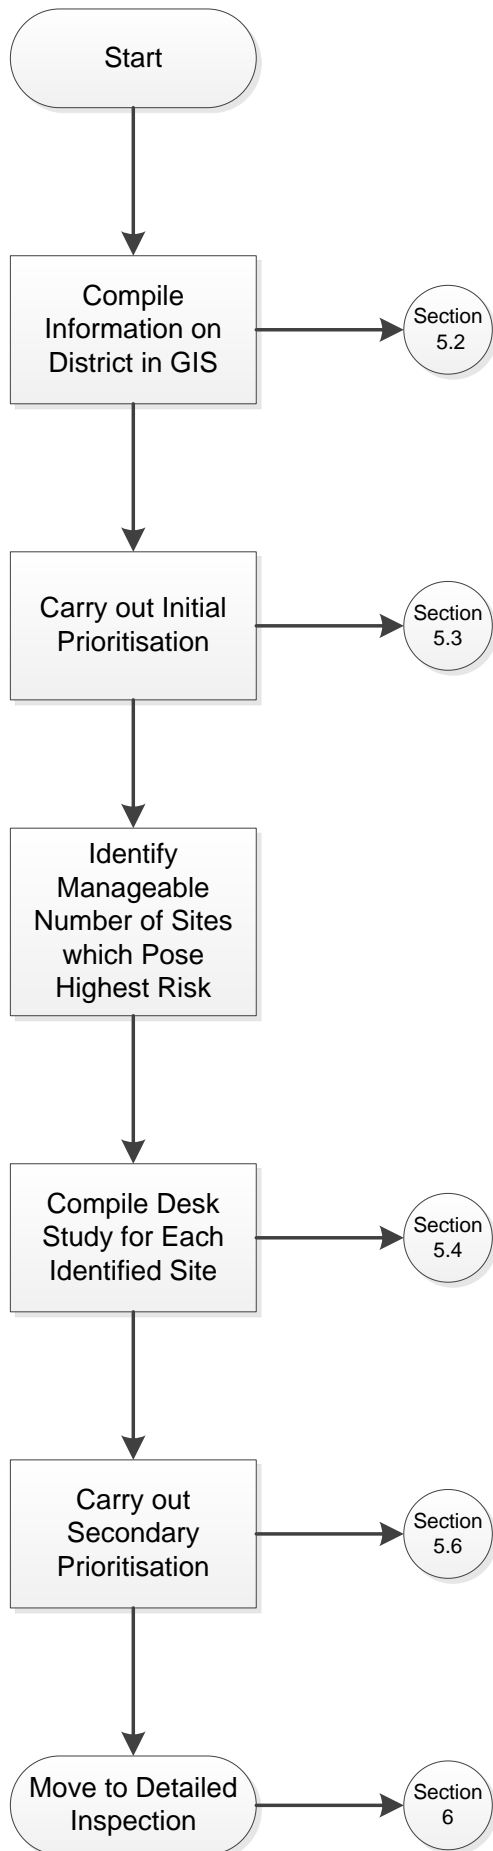 Start
Compile
Information on
District in GIS
Section
5.2
Carry out Initial
Prioritisation
Section
5.3
Identify
Manageable
Number of Sites
which Pose
Highest Risk
Compile Desk
Study for Each
Identified Site
Section
5.4
Carry out
Secondary
Prioritisation
Section
5.6
Move to Detailed
Inspection
Section
6